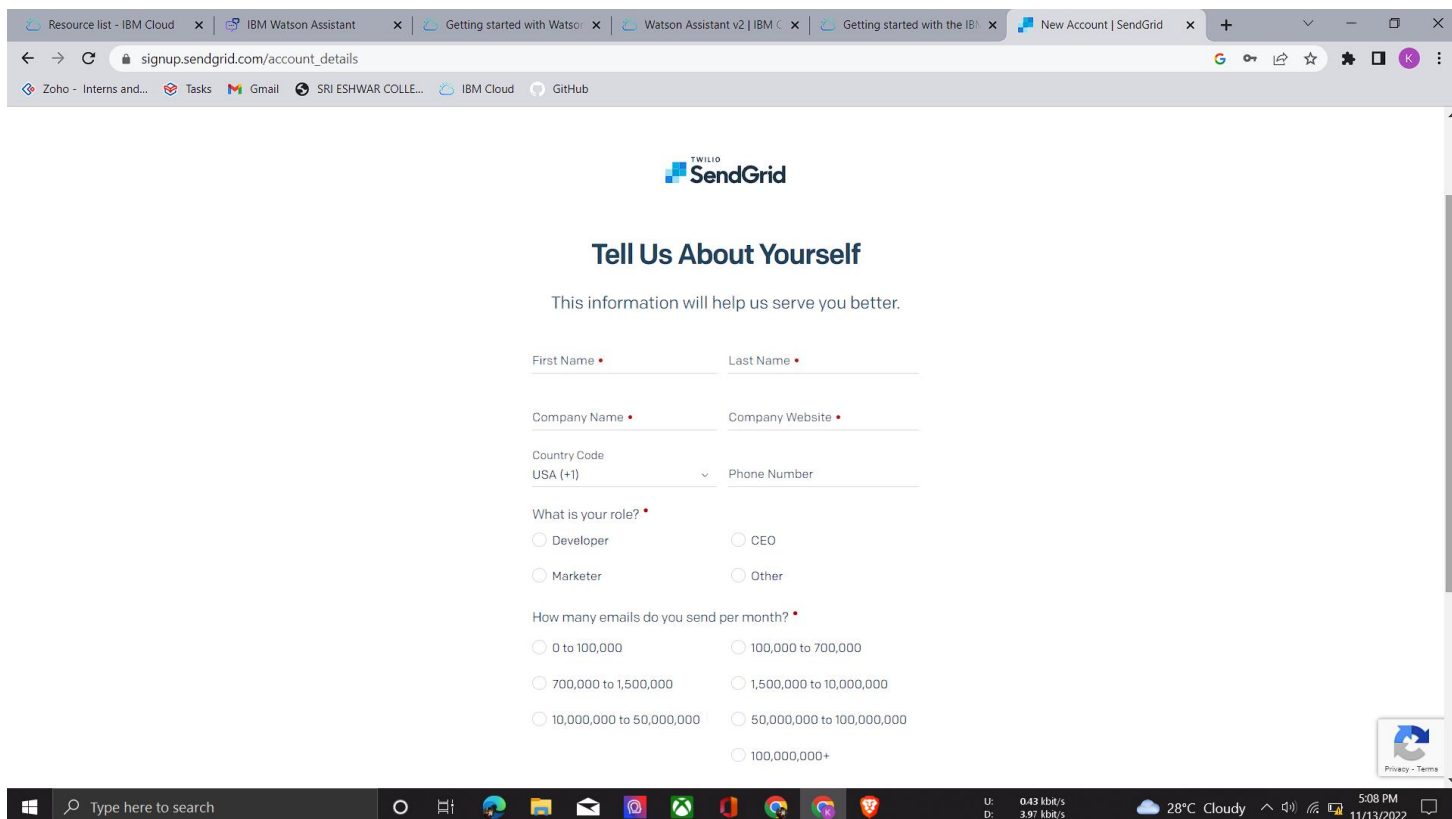 Resource list - IBM Cloud
IBM Watson Assistant
Getting started with Watson
Watson Assistant v2 | IBM C
Getting started with the IBM
New Account | SendGrid
signup.sendgrid.com/account_details
Zoho - Interns and...
Tasks
Gmail
SRI ESHWAR COLLE...
IBM Cloud
GitHub
TWILIO
SendGrid
Tell Us About Yourself
This information will help us serve you better.
First Name •
Last Name •
Company Name •
Company Website •
Country Code
USA (+1)
Phone Number
What is your role? •
Developer
CEO
Marketer
Other
How many emails do you send per month? •
0 to 100,000
100,000 to 700,000
700,000 to 1,500,000
1,500,000 to 10,000,000
10,000,000 to 50,000,000
50,000,000 to 100,000,000
100,000,000+
Privacy - Terms
Type here to search
U: 0.43 kbit/s
D: 3.97 kbit/s
28°C Cloudy
5:08 PM
11/13/2022